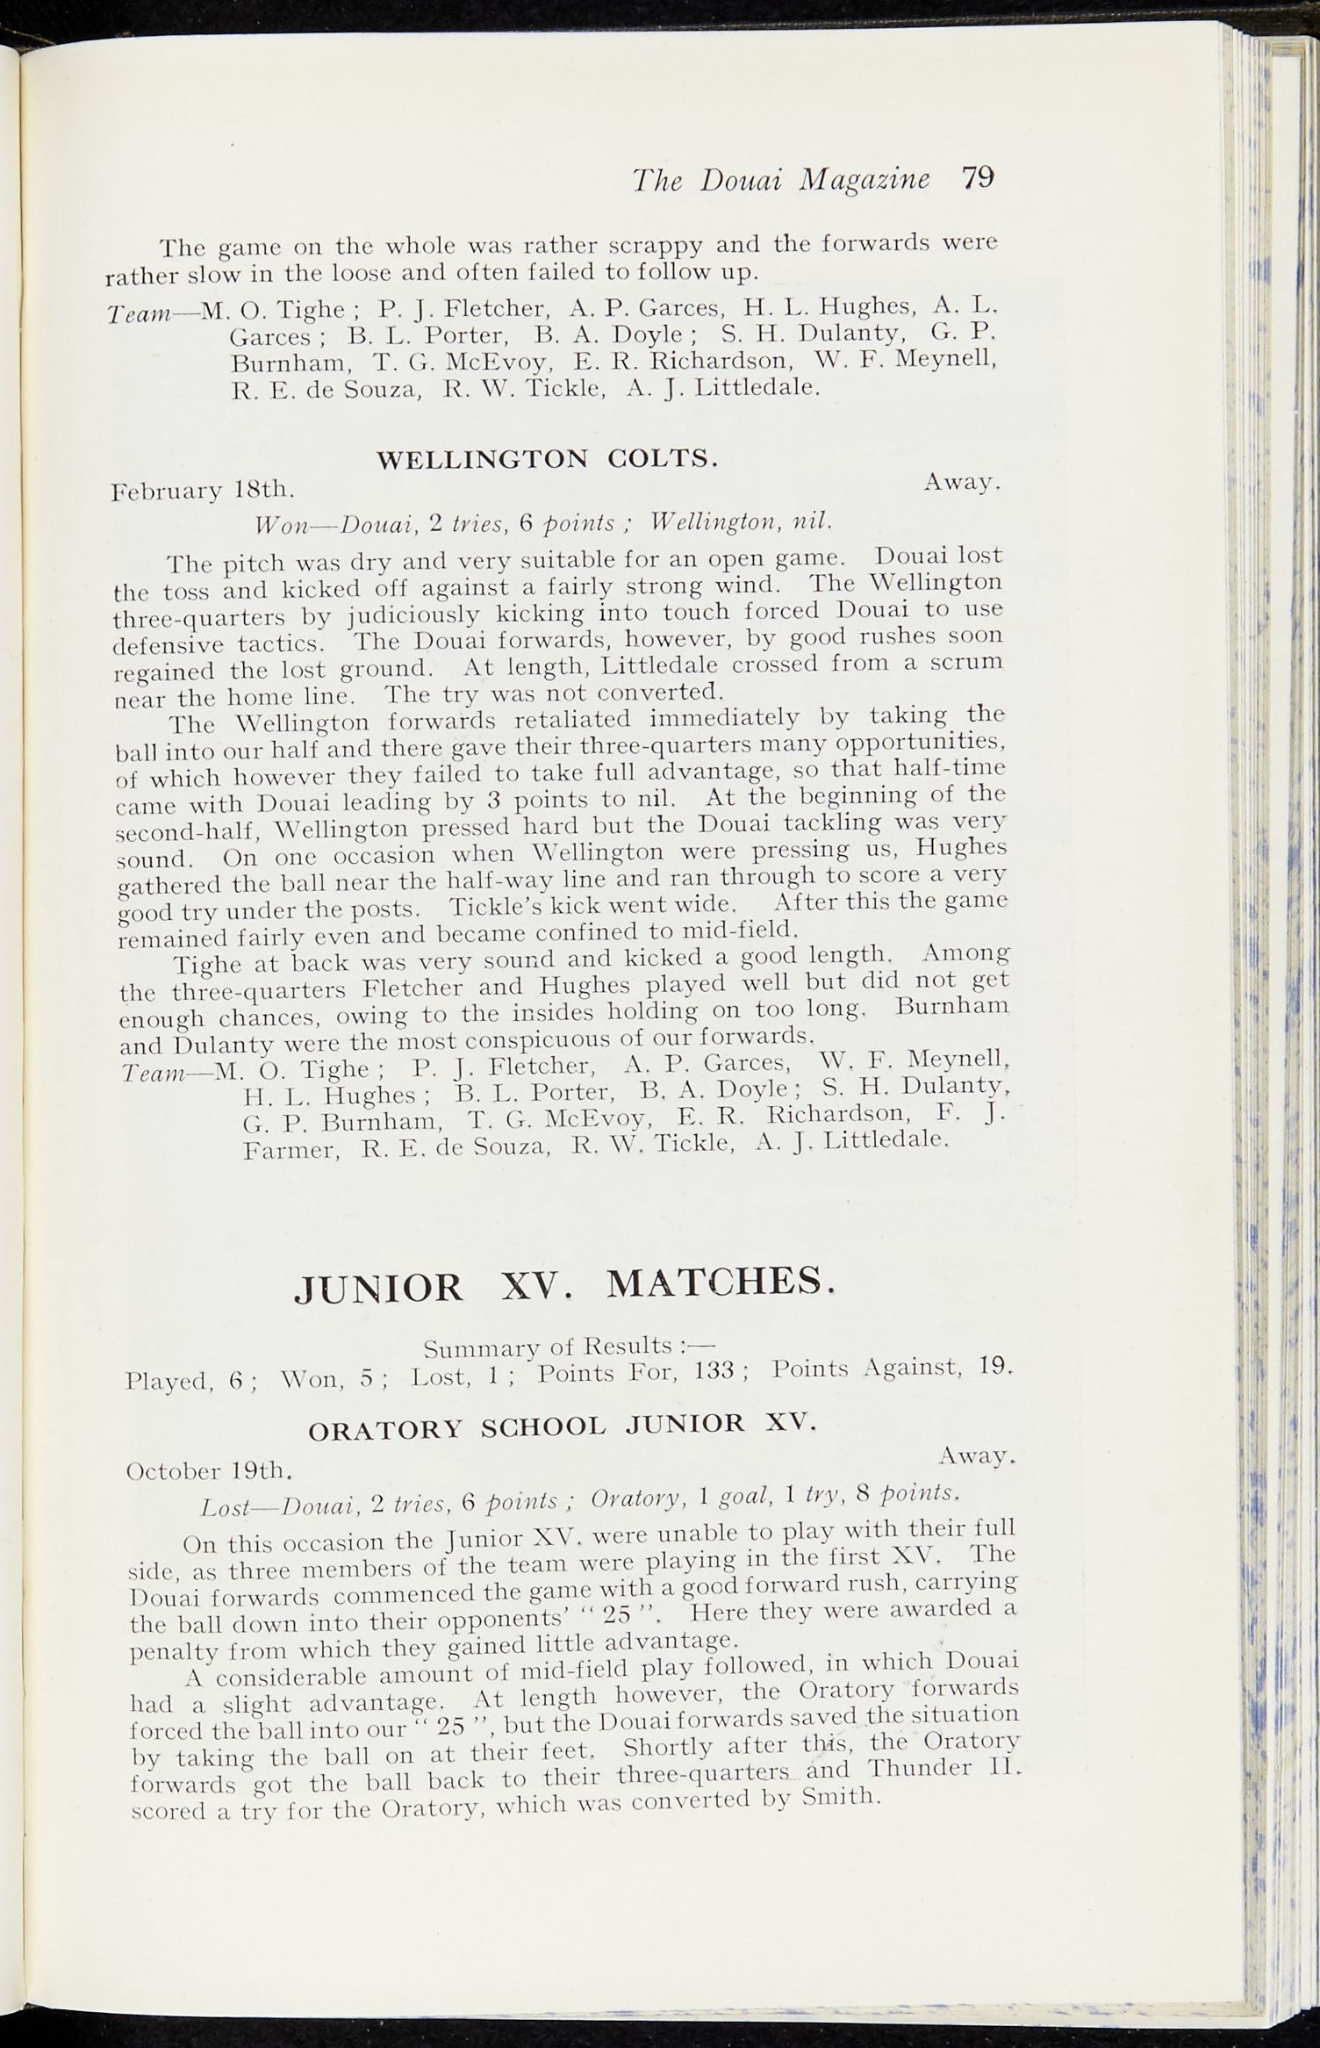 The Douai Magazine 79
The game on the whole was rather scrappy and the forwards were
rather slow in the loose and often failed to follow up.
Team—M. O. Tighe ; P. J. Fletcher, A. P. Garces, H. L. Hughes, A. L.
Garces ; B. L. Porter, B. A. Doyle ; S. H. Dulanty, G. P.
Burnham, T. G. McEvoy, E. R. Richardson, W. F. Meynell,
R. E. de Souza, R. W. Tickle, A. J. Littledale.
WELLINGTON COLTS.
February 18th. Away.
Won—Douai, 2 tries, 6 points ; Wellington, nil.
The pitch was dry and very suitable for an open game. Douai lost
the toss and kicked off against a fairly strong wind. The Wellington
three-quarters by judiciously kicking into touch forced Douai to use
defensive tactics. The Douai forwards, however, by good rushes soon
regained the lost ground. At length, Littledale crossed from a scrum
near the home line. The try was not converted.
The Wellington forwards retaliated immediately by taking the
ball into our half and there gave their three-quarters many opportunities,
of which however they failed to take full advantage, so that half-time
came with Douai leading by 3 points to nil. At the beginning of the
second-half, Wellington pressed hard but the Douai tackling was very
sound. On one occasion when Wellington were pressing us, Hughes
gathered the ball near the half-way line and ran through to score a very
good try under the posts. Tickle's kick went wide. After this the game
remained fairly even and became confined to mid-field.
Tighe at back was very sound and kicked a good length. Among
the three-quarters Fletcher and Hughes played well but did not get
enough chances, owing to the insides holding on too long. Burnham
and Dulanty were the most conspicuous of our forwards.
Team—M. O. Tighe ; P. J. Fletcher, A. P. Garces, W. F. Meynell,
H. L. Hughes ; B. L. Porter, B. A. Doyle ; S. H. Dulanty,
G. P. Burnham, T. G. McEvoy, E. R. Richardson, F. J.
Farmer, R. E. de Souza, R. W. Tickle, A. J. Littledale.
JUNIOR XV. MATCHES.
Summary of Results :—
Played, 6 ; Won, 5 ; Lost, 1 ; Points For, 133 ; Points Against, 19.
ORATORY SCHOOL JUNIOR XV.
October 19th. Away.
Lost—Douai, 2 tries, 6 points ; Oratory, 1 goal, 1 try, 8 points.
On this occasion the Junior XV. were unable to play with their full
side, as three members of the team were playing in the first XV. The
Douai forwards commenced the game with a good forward rush, carrying
the ball down into their opponents' “ 25 ”. Here they were awarded a
penalty from which they gained little advantage.
A considerable amount of mid-field play followed, in which Douai
had a slight advantage. At length however, the Oratory forwards
forced the ball into our “ 25 ”, but the Douai forwards saved the situation
by taking the ball on at their feet. Shortly after this, the Oratory
forwards got the ball back to their three-quarters and Thunder II.
scored a try for the Oratory, which was converted by Smith.